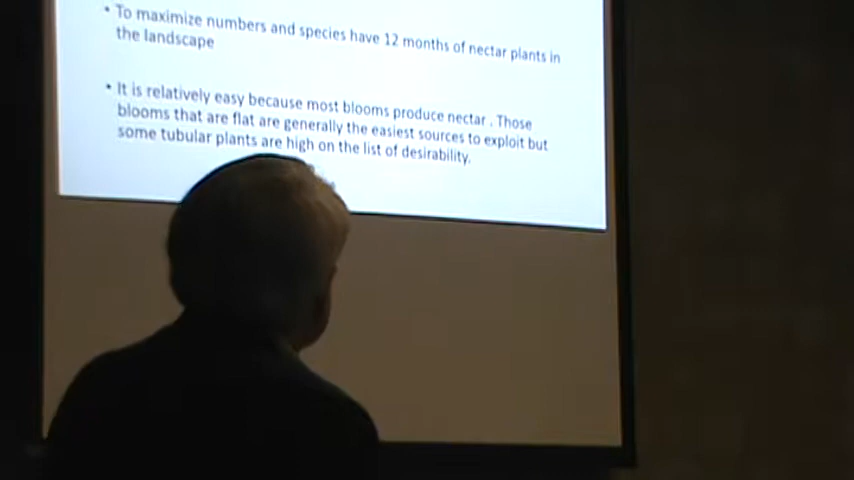 • To maximize numbers and species have 12 months of nectar plants in
the landscape
• It is relatively easy because most blooms produce nectar . Those
blooms that are flat are generally the easiest sources to exploit but
some tubular plants are high on the list of desirability.